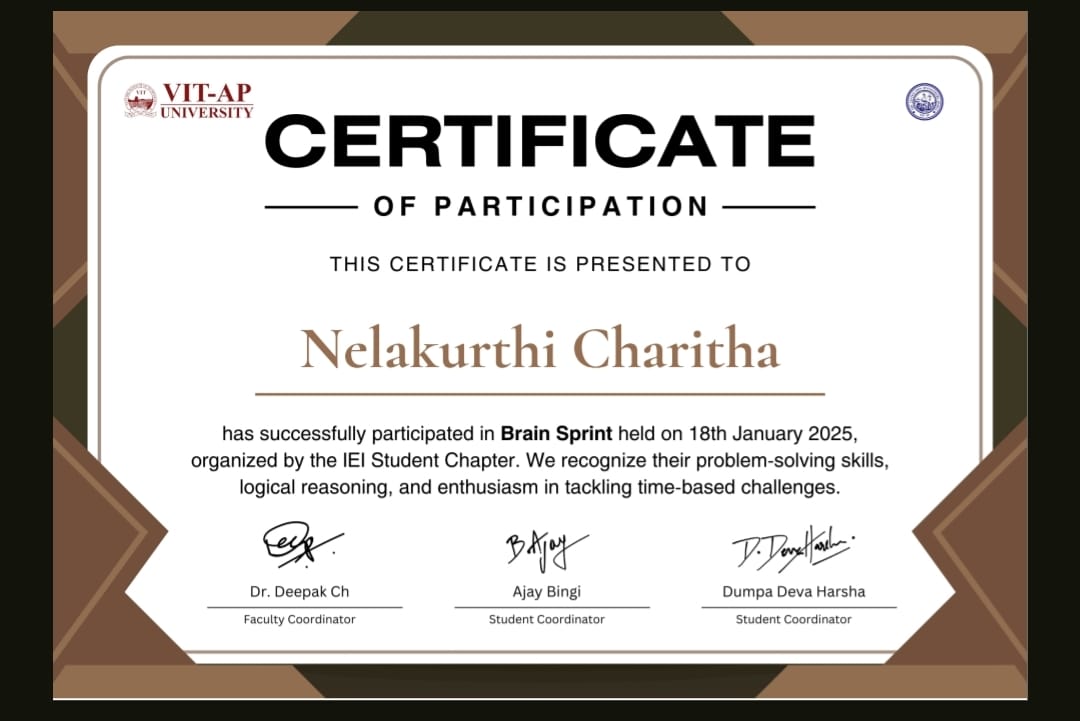 VIT-AP
UNIVERSITY
CERTIFICATE
OF PARTICIPATION
THIS CERTIFICATE IS PRESENTED TO
Nelakurthi Charitha
has successfully participated in Brain Sprint held on 18th January 2025,
organized by the IEI Student Chapter. We recognize their problem-solving skills,
logical reasoning, and enthusiasm in tackling time-based challenges.
B Ajay
D. Deva Harsha.
Dr. Deepak Ch
Ajay Bingi
Dumpa Deva Harsha
Faculty Coordinator
Student Coordinator
Student Coordinator